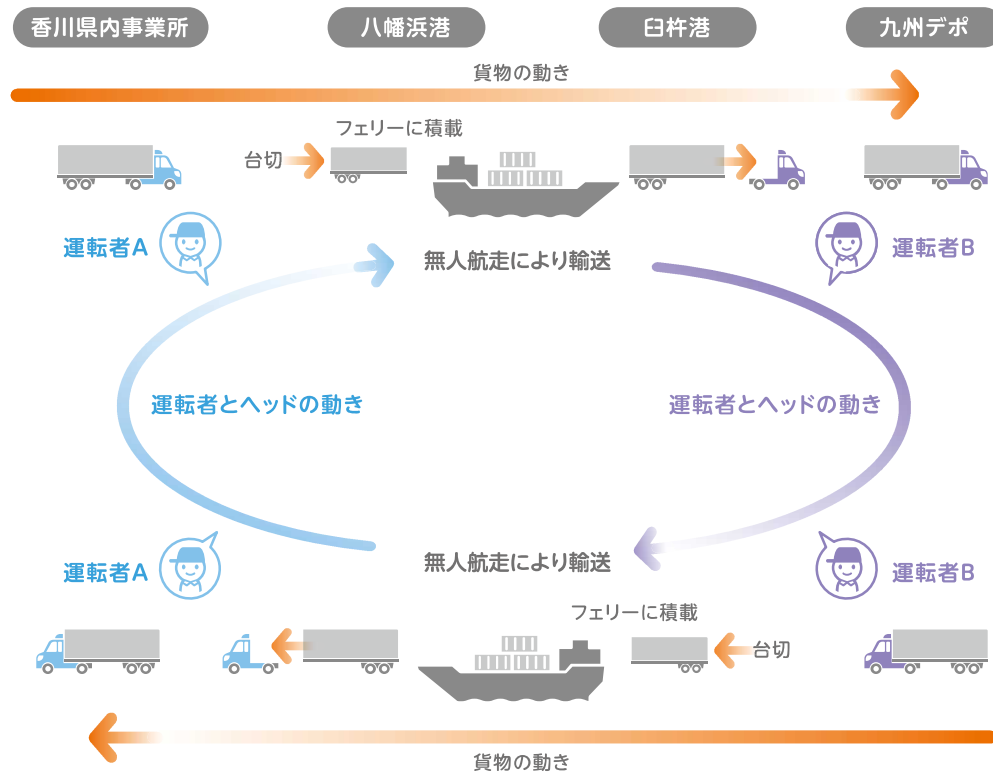 香川県内事業所
八幡浜港
臼杵港
九州デポ
貨物の動き
フェリーに積載
台切
運転者A
無人航走により輸送
運転者B
運転者とヘッドの動き
運転者とヘッドの動き
運転者A
無人航走により輸送
運転者B
フェリーに積載
台切
貨物の動き